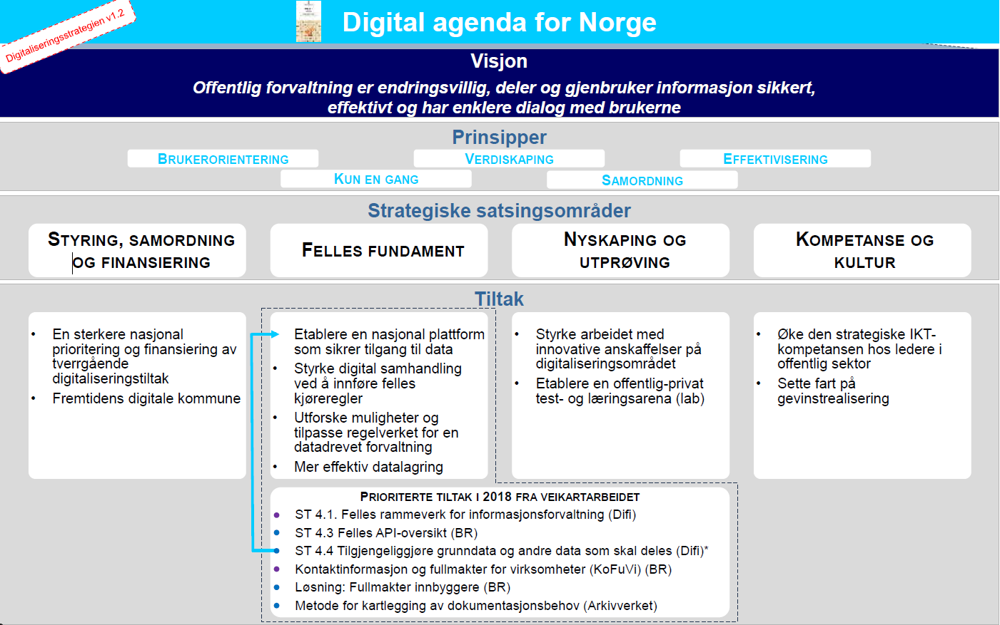 Digitaliseringsstrategien v1.2
Digital agenda for Norge
Visjon
Offentlig forvaltning er endringsvillig, deler og gjenbruker informasjon sikkert,
effektivt og har enklere dialog med brukerne
Prinsipper
BRUKERORIENTERING
VERDISKAPING
EFFEKTIVISERING
KUN EN GANG
SAMORDNING
Strategiske satsingsområder
STYRING, SAMORDNING
OG FINANSIERING
FELLES FUNDAMENT
NYSKAPING OG
UTPRØVING
KOMPETANSE OG
KULTUR
Tiltak
• En sterkere nasjonal
prioritering og finansiering av
tverrgående
digitaliseringstiltak
• Fremtidens digitale kommune
Etablere en nasjonal plattform
som sikrer tilgang til data
• Styrke digital samhandling
ved å innføre felles
kjøreregler
• Utforske muligheter og
tilpasse regelverket for en
datadrevet forvaltning
• Mer effektiv datalagring
• Styrke arbeidet med
innovative anskaffelser på
digitaliseringsområdet
• Etablere en offentlig-privat
test- og læringsarena (lab)
• Øke den strategiske IKT-
kompetansen hos ledere i
offentlig sektor
• Sette fart på
gevinstrealisering
PRIORITERTE TILTAK I 2018 FRA VEIKARTARBEIDET
• ST 4.1. Felles rammeverk for informasjonsforvaltning (Difi)
• ST 4.3 Felles API-oversikt (BR)
• ST 4.4 Tilgjengeliggjøre grunndata og andre data som skal deles (Difi)*
• Kontaktinformasjon og fullmakter for virksomheter (KoFuVi) (BR)
• Løsning: Fullmakter innbyggere (BR)
• Metode for kartlegging av dokumentasjonsbehov (Arkivverket)